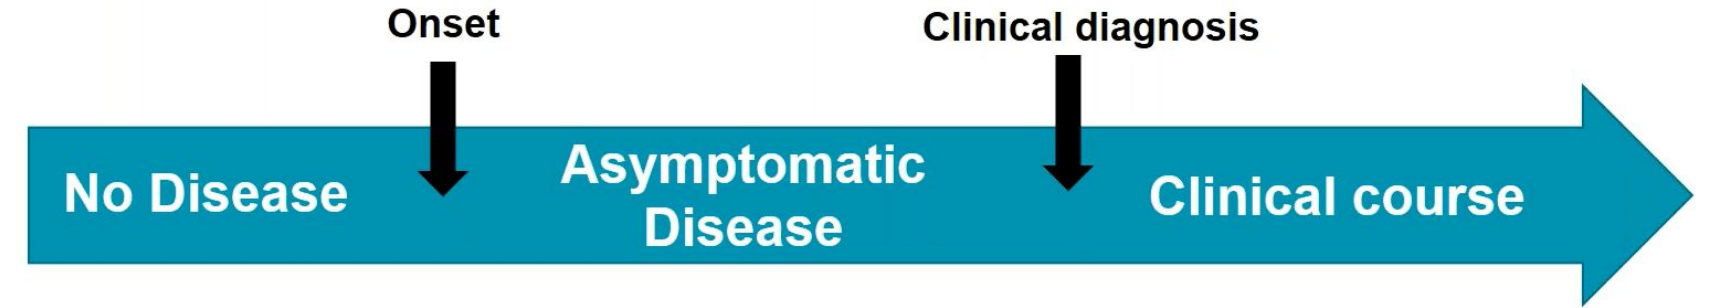 Onset
Clinical diagnosis
No Disease
Asymptomatic
Disease
Clinical course